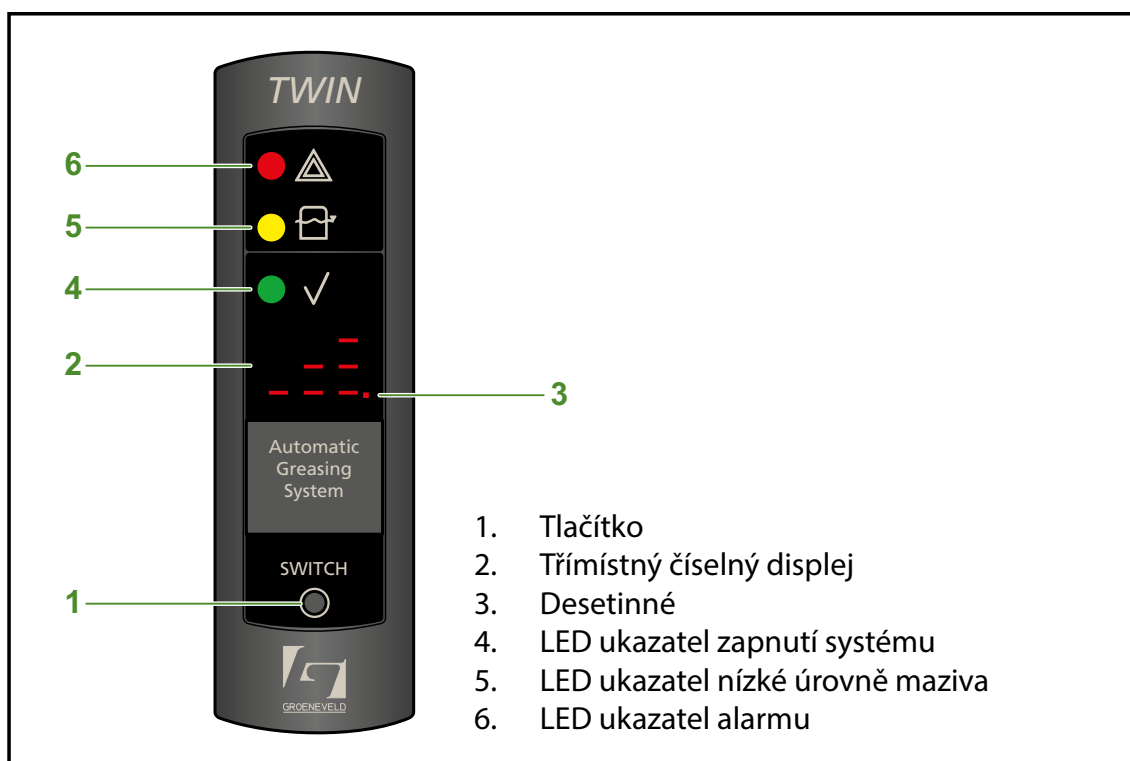 TWIN
6
5
4
2
3
Automatic
Greasing
System
SWITCH
1
GROENEVELD
1. Tlačítko
2. Třímístný číselný displej
3. Desetinné
4. LED ukazatel zapnutí systému
5. LED ukazatel nízké úrovně maziva
6. LED ukazatel alarmu